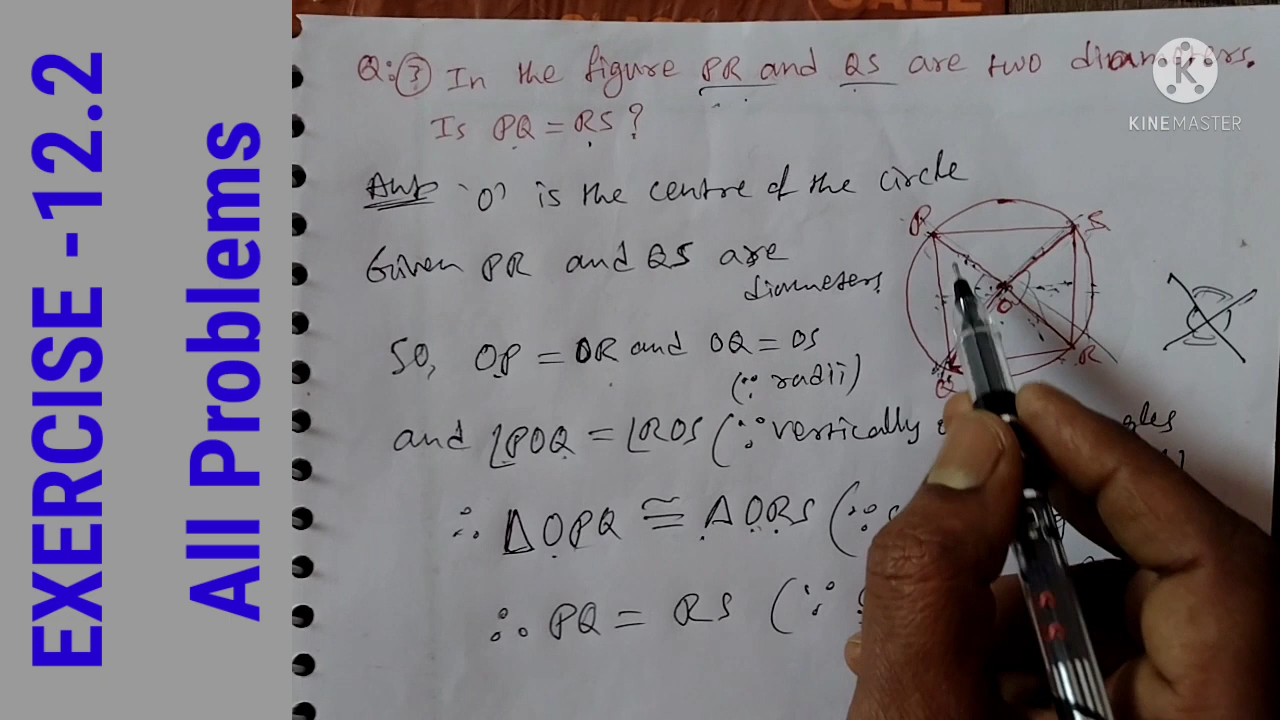 EXERCISE -12.2
All Problems
CALL
KINEMASTER
Q:③ In the figure PR and QS are two diameters.
Is PQ = RS?
Ans 'O' is the centre of the circle
Given PR and QS are
diameters.
So, OP = OR and OQ = OS
(∵ radii)
and ∠POQ = ∠ROS (∵ vertically
∴ ΔOPQ ≅ ΔORS (∵
∴ PQ = RS (∵
P
S
O
Q
R